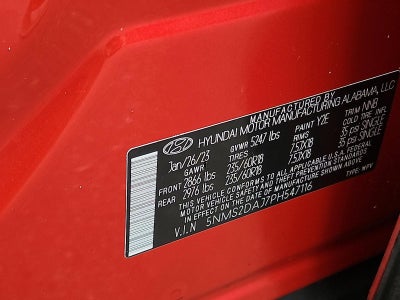 MANUFACTURED BY
HYUNDAI MOTOR MANUFACTURING ALABAMA, LLC
Jan/26/23 GVWR 5247 lbs PAINT Y2E TRIM NNB
GAWR TIRES RIMS COLD TIRE
FRONT 2866 lbs 235/60R18 7.5JX18 35 psi SINGLE
REAR 2976 lbs 235/60R18 7.5JX18 35 psi SINGLE
THIS VEHICLE CONFORMS TO ALL APPLICABLE U.S. FEDERAL
MOTOR VEHICLE SAFETY AND THEFT PREVENTION STANDARDS
IN EFFECT ON THE DATE OF MANUFACTURE SHOWN ABOVE.
V.I.N 5NMS2DAJ7PH547116 TYPE: MPV